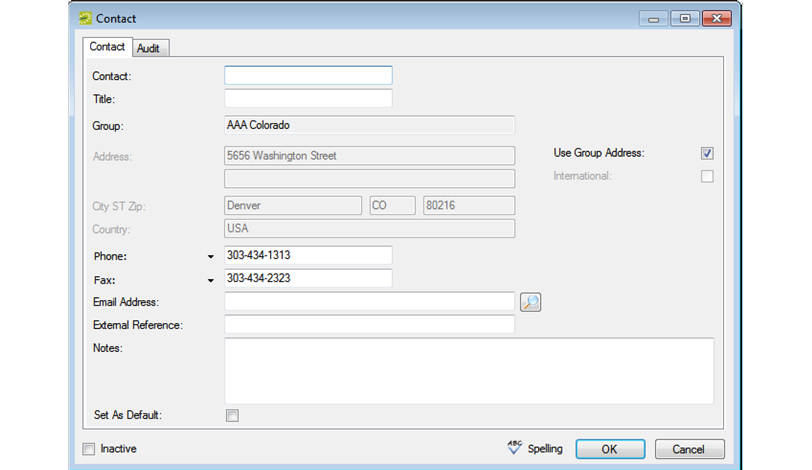 Contact
Contact Audit
Contact:
Title:
Group: AAA Colorado
Address: 5656 Washington Street Use Group Address:
International:
City ST Zip: Denver CO 80216
Country: USA
Phone: 303-434-1313
Fax: 303-434-2323
Email Address:
External Reference:
Notes:
Set As Default:
Inactive ABC Spelling OK Cancel